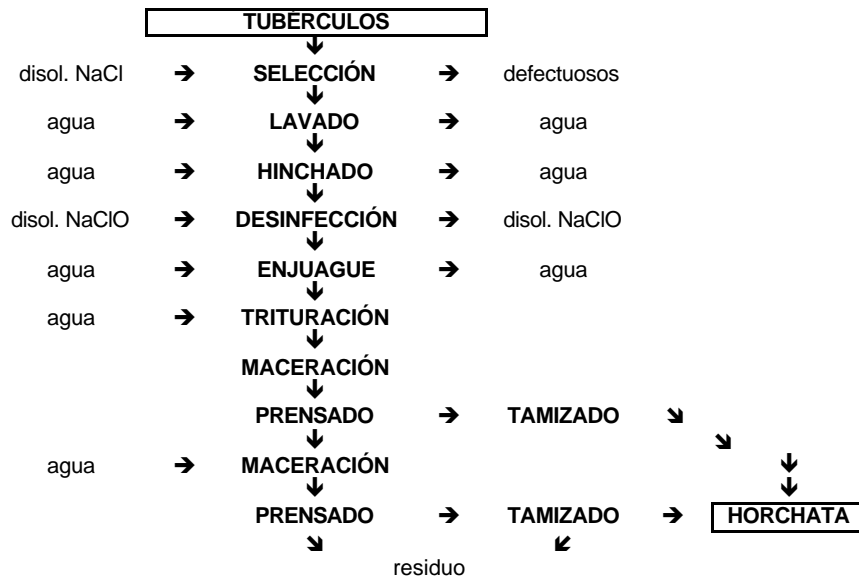 TUBÉRCULOS
disol. NaCl → SELECCIÓN → defectuosos
agua → LAVADO → agua
agua → HINCHADO → agua
disol. NaClO → DESINFECCIÓN → disol. NaClO
agua → ENJUAGUE → agua
agua → TRITURACIÓN
MACERACIÓN
PRENSADO → TAMIZADO
agua → MACERACIÓN
PRENSADO → TAMIZADO → HORCHATA
residuo